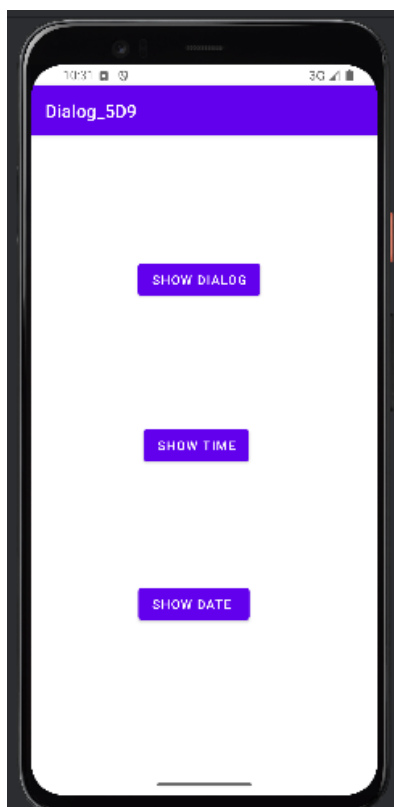 10:31
3G
Dialog_5D9
SHOW DIALOG
SHOW TIME
SHOW DATE